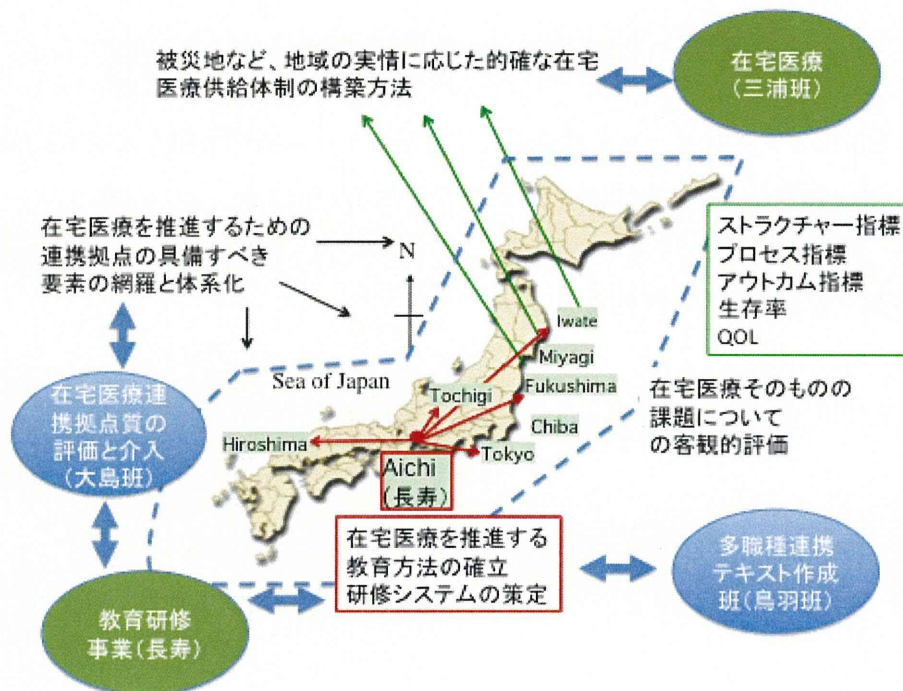 被災地など、地域の実情に応じた的確な在宅
医療供給体制の構築方法
在宅医療
(三浦班)
在宅医療を推進するための
連携拠点の具備すべき
要素の網羅と体系化
N
ストラクチャー指標
プロセス指標
アウトカム指標
生存率
QOL
Iwate
Miyagi
Sea of Japan
Fukushima
Tochigi
Chiba
Hiroshima
Tokyo
Aichi
(長寿)
在宅医療そのものの
課題について
の客観的評価
在宅医療連
携拠点質の
評価と介入
(大島班)
在宅医療を推進する
教育方法の確立
研修システムの策定
多職種連携
テキスト作成
班(鳥羽班)
教育研修
事業(長寿)